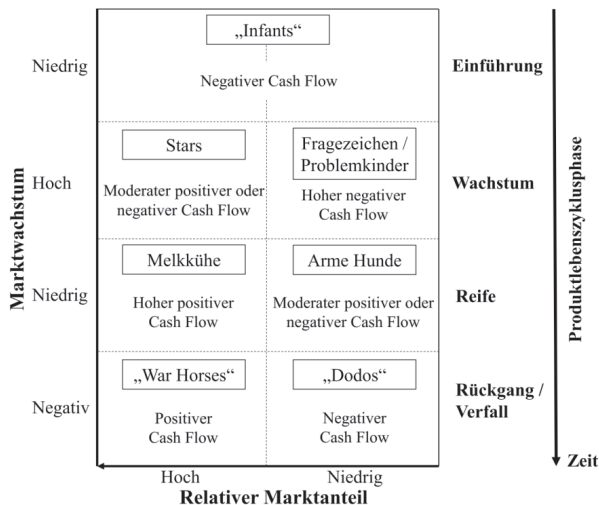 „Infants“
Niedrig
Negativer Cash Flow
Einführung
Stars
Fragezeichen /
Problemkinder
Hoch
Moderater positiver oder
negativer Cash Flow
Hoher negativer
Cash Flow
Wachstum
Marktwachstum
Produktlebenszyklusphase
Melkkühe
Arme Hunde
Niedrig
Hoher positiver
Cash Flow
Moderater positiver oder
negativer Cash Flow
Reife
„War Horses“
„Dodos“
Negativ
Positiver
Cash Flow
Negativer
Cash Flow
Rückgang /
Verfall
Zeit
Hoch
Niedrig
Relativer Marktanteil